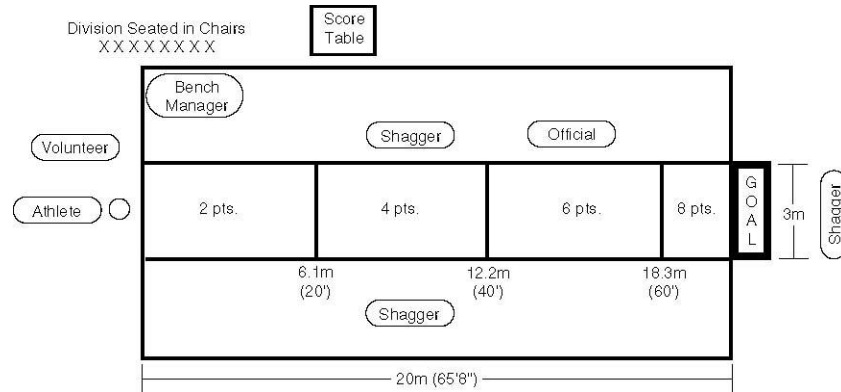 Division Seated in Chairs
X X X X X X X X
Score
Table
Bench
Manager
Volunteer
Shagger
Official
Athlete
2 pts.
4 pts.
6 pts.
8 pts.
GOAL
3m
Shagger
6.1m
(20')
12.2m
(40')
18.3m
(60')
Shagger
20m (65'8")